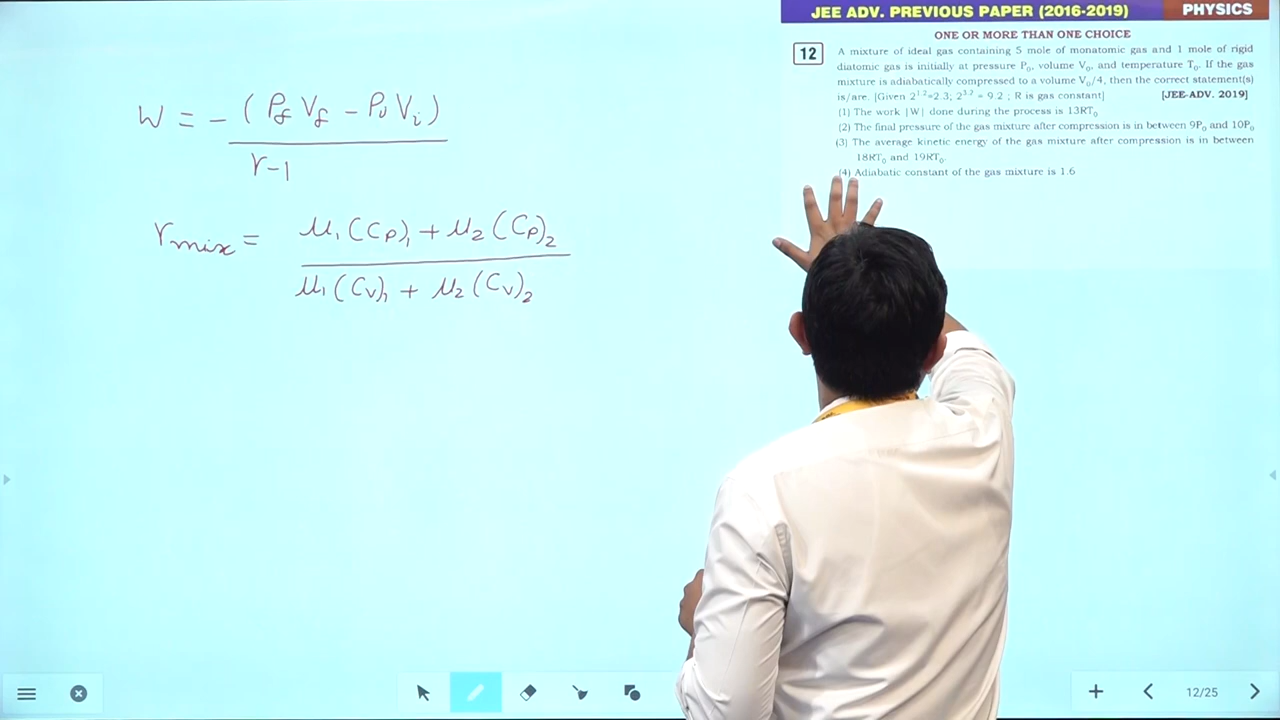 JEE ADV. PREVIOUS PAPER (2016-2019) PHYSICS
ONE OR MORE THAN ONE CHOICE
12 A mixture of ideal gas containing 5 mole of monatomic gas and 1 mole of rigid
diatomic gas is initially at pressure P₀, volume V₀, and temperature T₀. If the gas
mixture is adiabatically compressed to a volume V₀/4, then the correct statement(s)
is/are. [Given 2^1.2=2.3; 2^3.2 = 9.2 ; R is gas constant] [JEE-ADV. 2019]
(1) The work |W| done during the process is 13RT₀
(2) The final pressure of the gas mixture after compression is in between 9P₀ and 10P₀
(3) The average kinetic energy of the gas mixture after compression is in between
18RT₀ and 19RT₀.
(4) Adiabatic constant of the gas mixture is 1.6
W = - (P_f V_f - P_i V_i)
r-1
r_mix = μ₁(C_P)₁ + μ₂(C_P)₂
μ₁(C_V)₁ + μ₂(C_V)₂
12/25